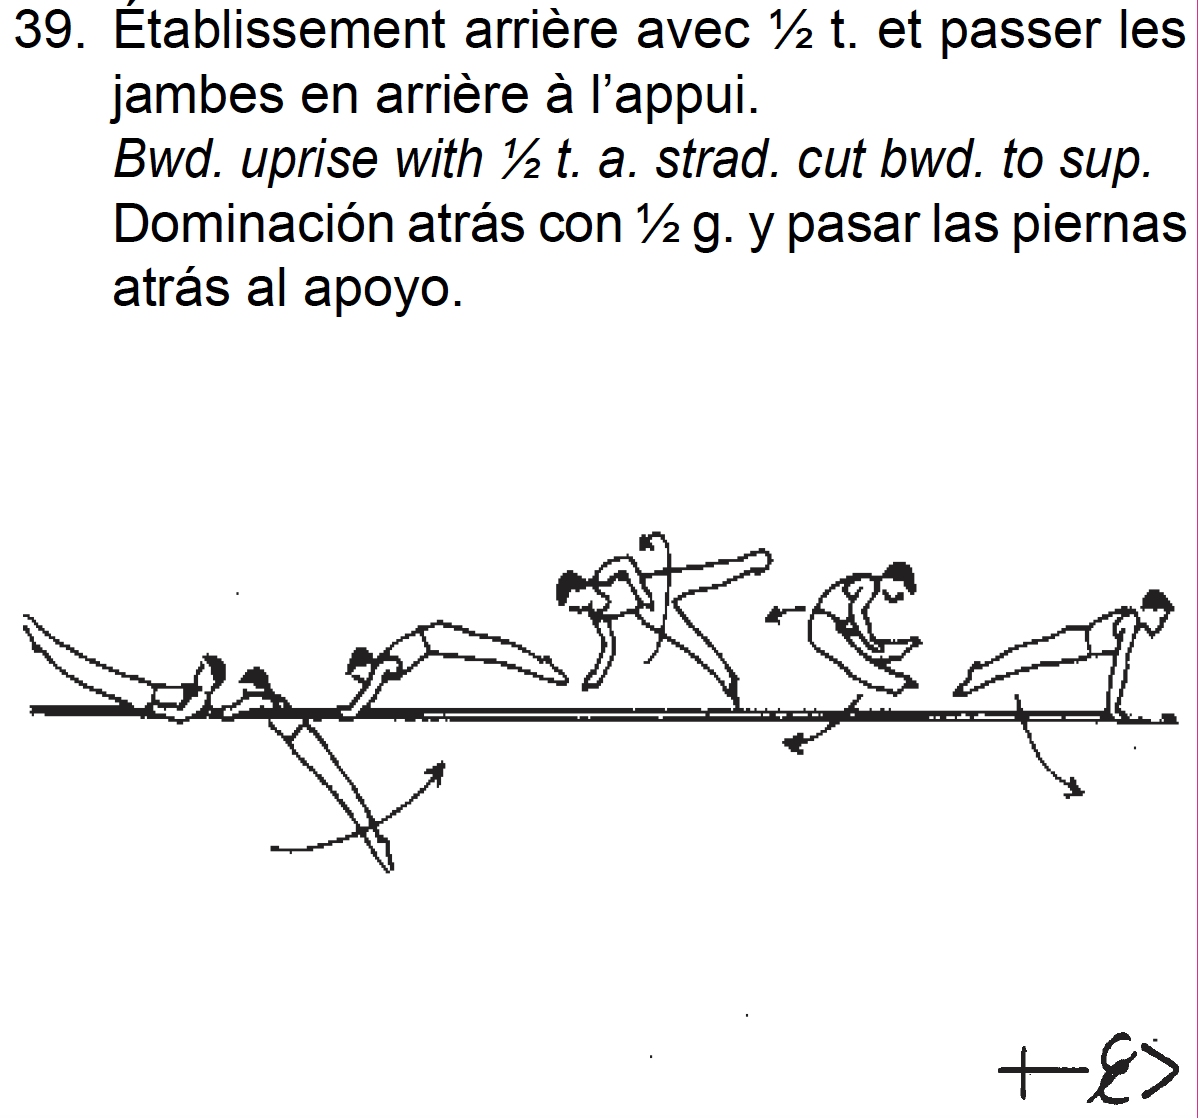 39. Établissement arrière avec ½ t. et passer les
jambes en arrière à l’appui.
Bwd. uprise with ½ t. a. strad. cut bwd. to sup.
Dominación atrás con ½ g. y pasar las piernas
atrás al apoyo.